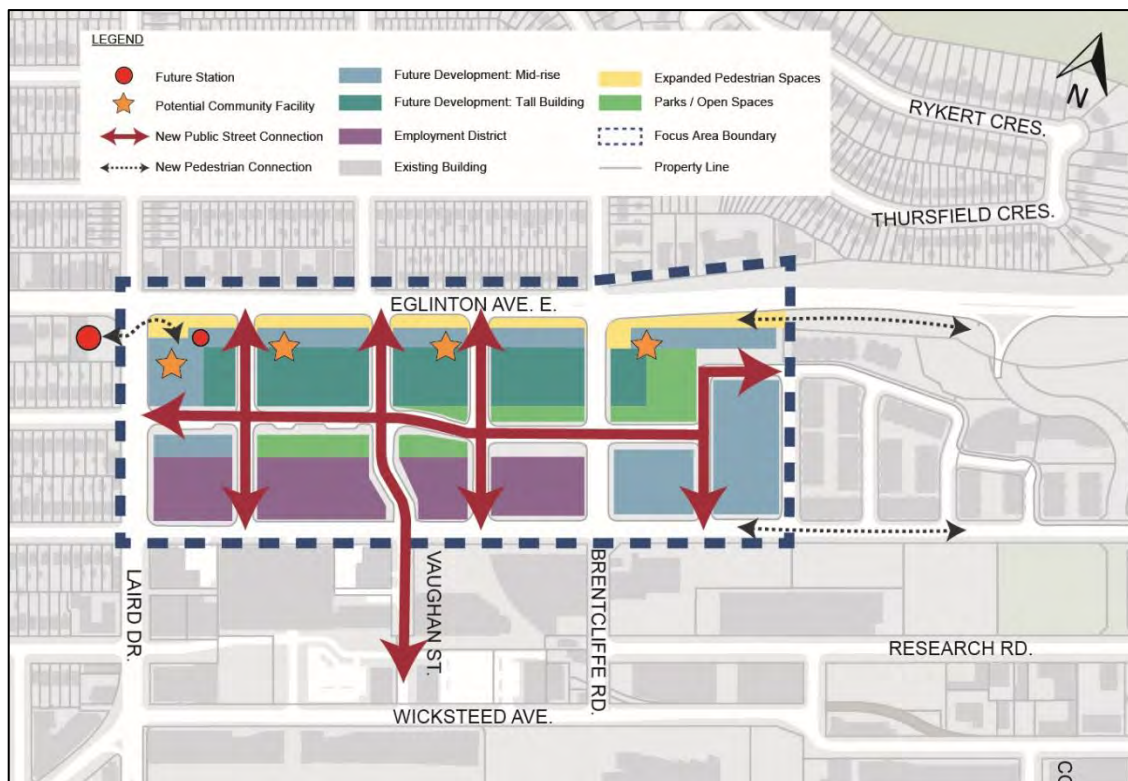 LEGEND
Future Station
Potential Community Facility
New Public Street Connection
New Pedestrian Connection
Future Development: Mid-rise
Future Development: Tall Building
Employment District
Existing Building
Expanded Pedestrian Spaces
Parks / Open Spaces
Focus Area Boundary
Property Line
N
RYKERT CRES.
THURSFIELD CRES.
EGLINTON AVE. E.
LAIRD DR.
VAUGHAN ST.
BRENTCLIFFE RD.
RESEARCH RD.
WICKSTEED AVE.